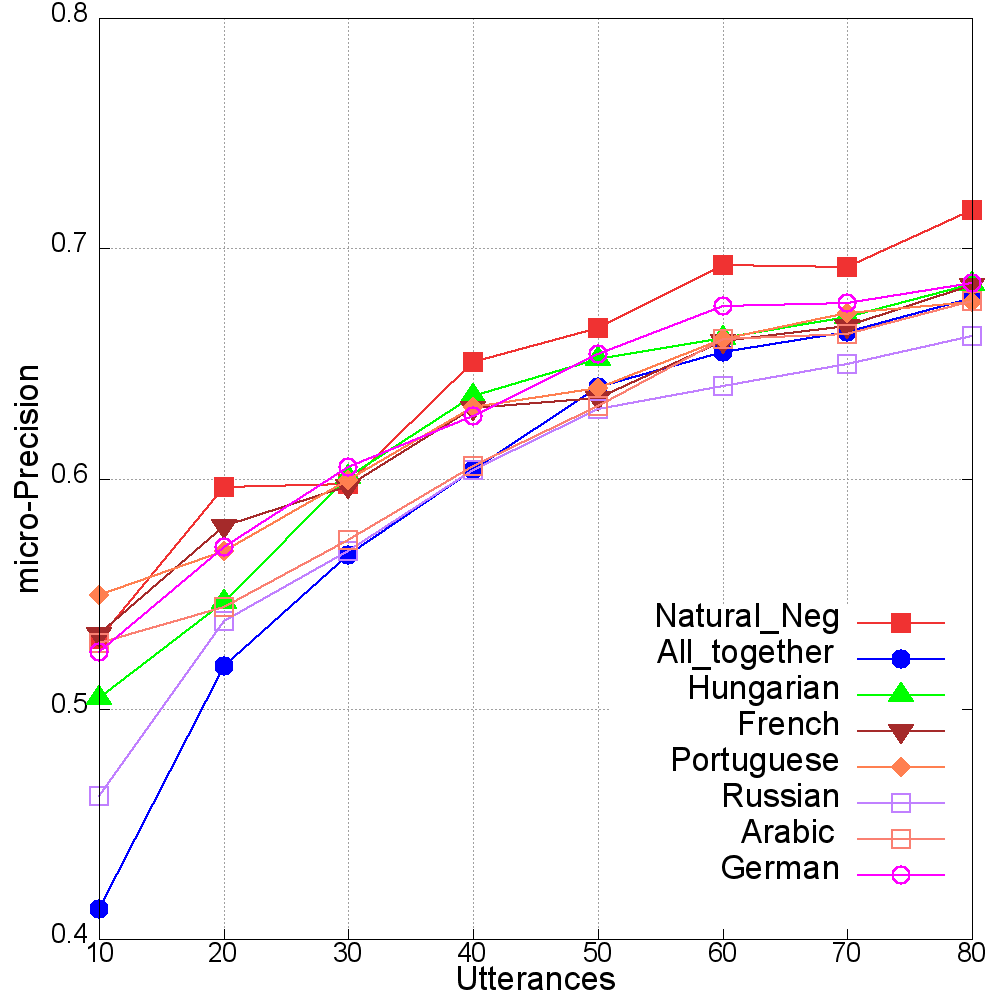 0.8
0.7
0.6
0.5
0.4
micro-Precision
Natural_Neg
All_together
Hungarian
French
Portuguese
Russian
Arabic
German
10 20 30 40 50 60 70 80
Utterances